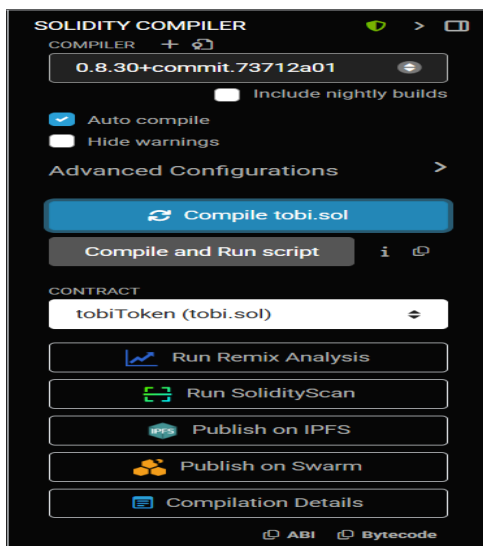 SOLIDITY COMPILER
COMPILER
0.8.30+commit.73712a01
Include nightly builds
Auto compile
Hide warnings
Advanced Configurations
Compile tobi.sol
Compile and Run script
CONTRACT
tobiToken (tobi.sol)
Run Remix Analysis
Run SolidityScan
IPFS Publish on IPFS
Publish on Swarm
Compilation Details
ABI Bytecode